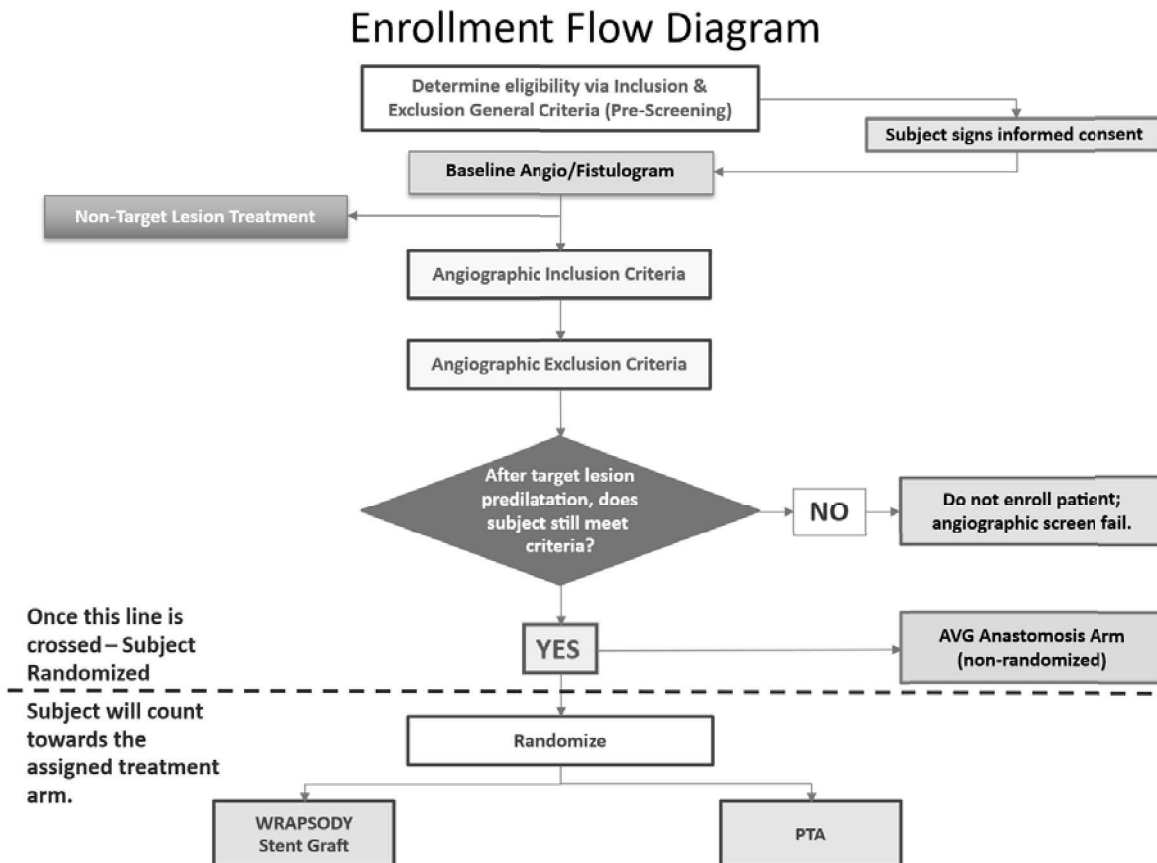 Enrollment Flow Diagram
Determine eligibility via Inclusion &
Exclusion General Criteria (Pre-Screening)
Subject signs informed consent
Baseline Angio/Fistulogram
Non-Target Lesion Treatment
Angiographic Inclusion Criteria
Angiographic Exclusion Criteria
After target lesion
predilatation, does
subject still meet
criteria?
NO
Do not enroll patient;
angiographic screen fail.
Once this line is
crossed – Subject
Randomized
YES
AVG Anastomosis Arm
(non-randomized)
Subject will count
towards the
assigned treatment
arm.
Randomize
WRAPSODY
Stent Graft
PTA